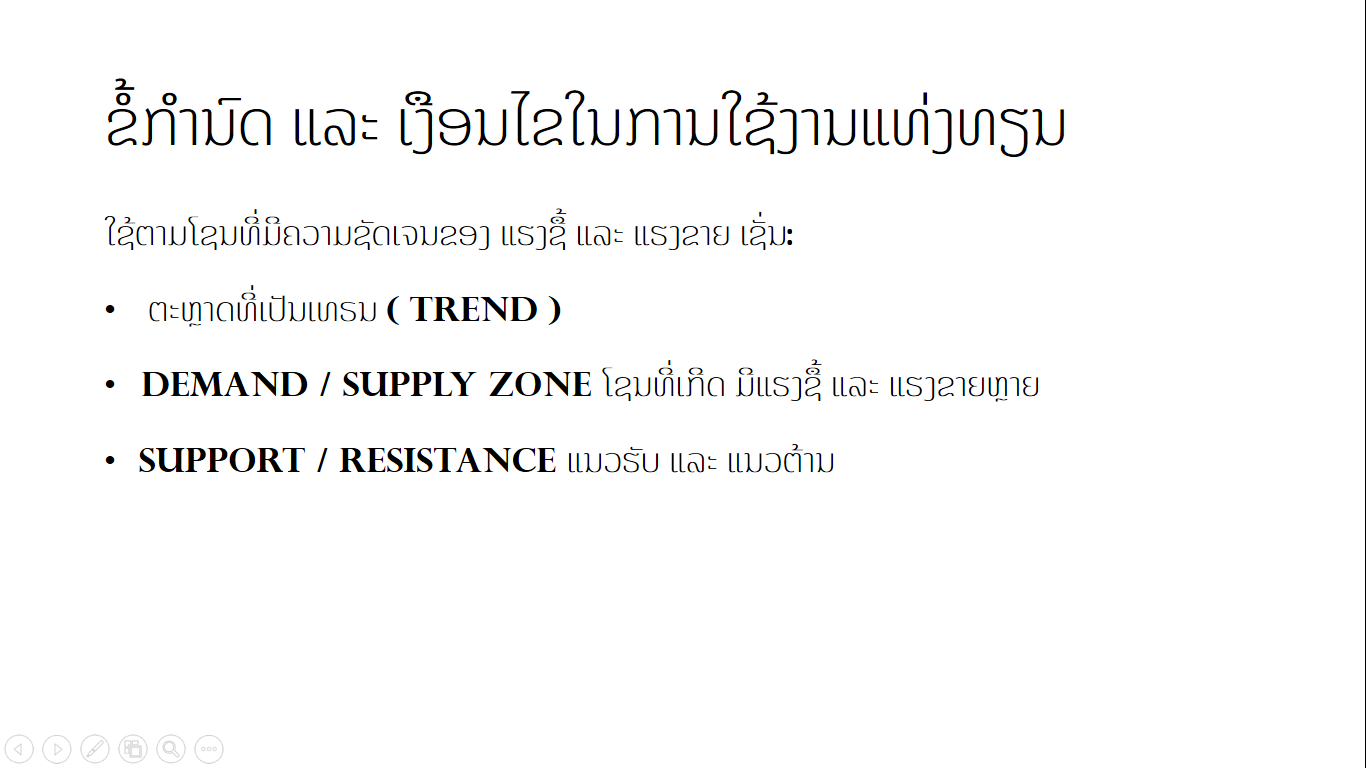 ຂໍ້ກຳນົດ ແລະ ເງືອນໄຂໃນການໃຊ້ງານແທ່ງທຽນ
ໃຊ້ຕາມໂຊນທີ່ມີຄວາມຊັດເຈນຂອງ ແຮງຊື້ ແລະ ແຮງຂາຍ ເຊັ່ນ:
• ຕະຫຼາດທີ່ເປັນເທຣນ ( TREND )
• DEMAND / SUPPLY ZONE ໂຊນທີ່ເກີດ ມີແຮງຊື້ ແລະ ແຮງຂາຍຫຼາຍ
• SUPPORT / RESISTANCE ແນວຮັບ ແລະ ແນວຕ້ານ